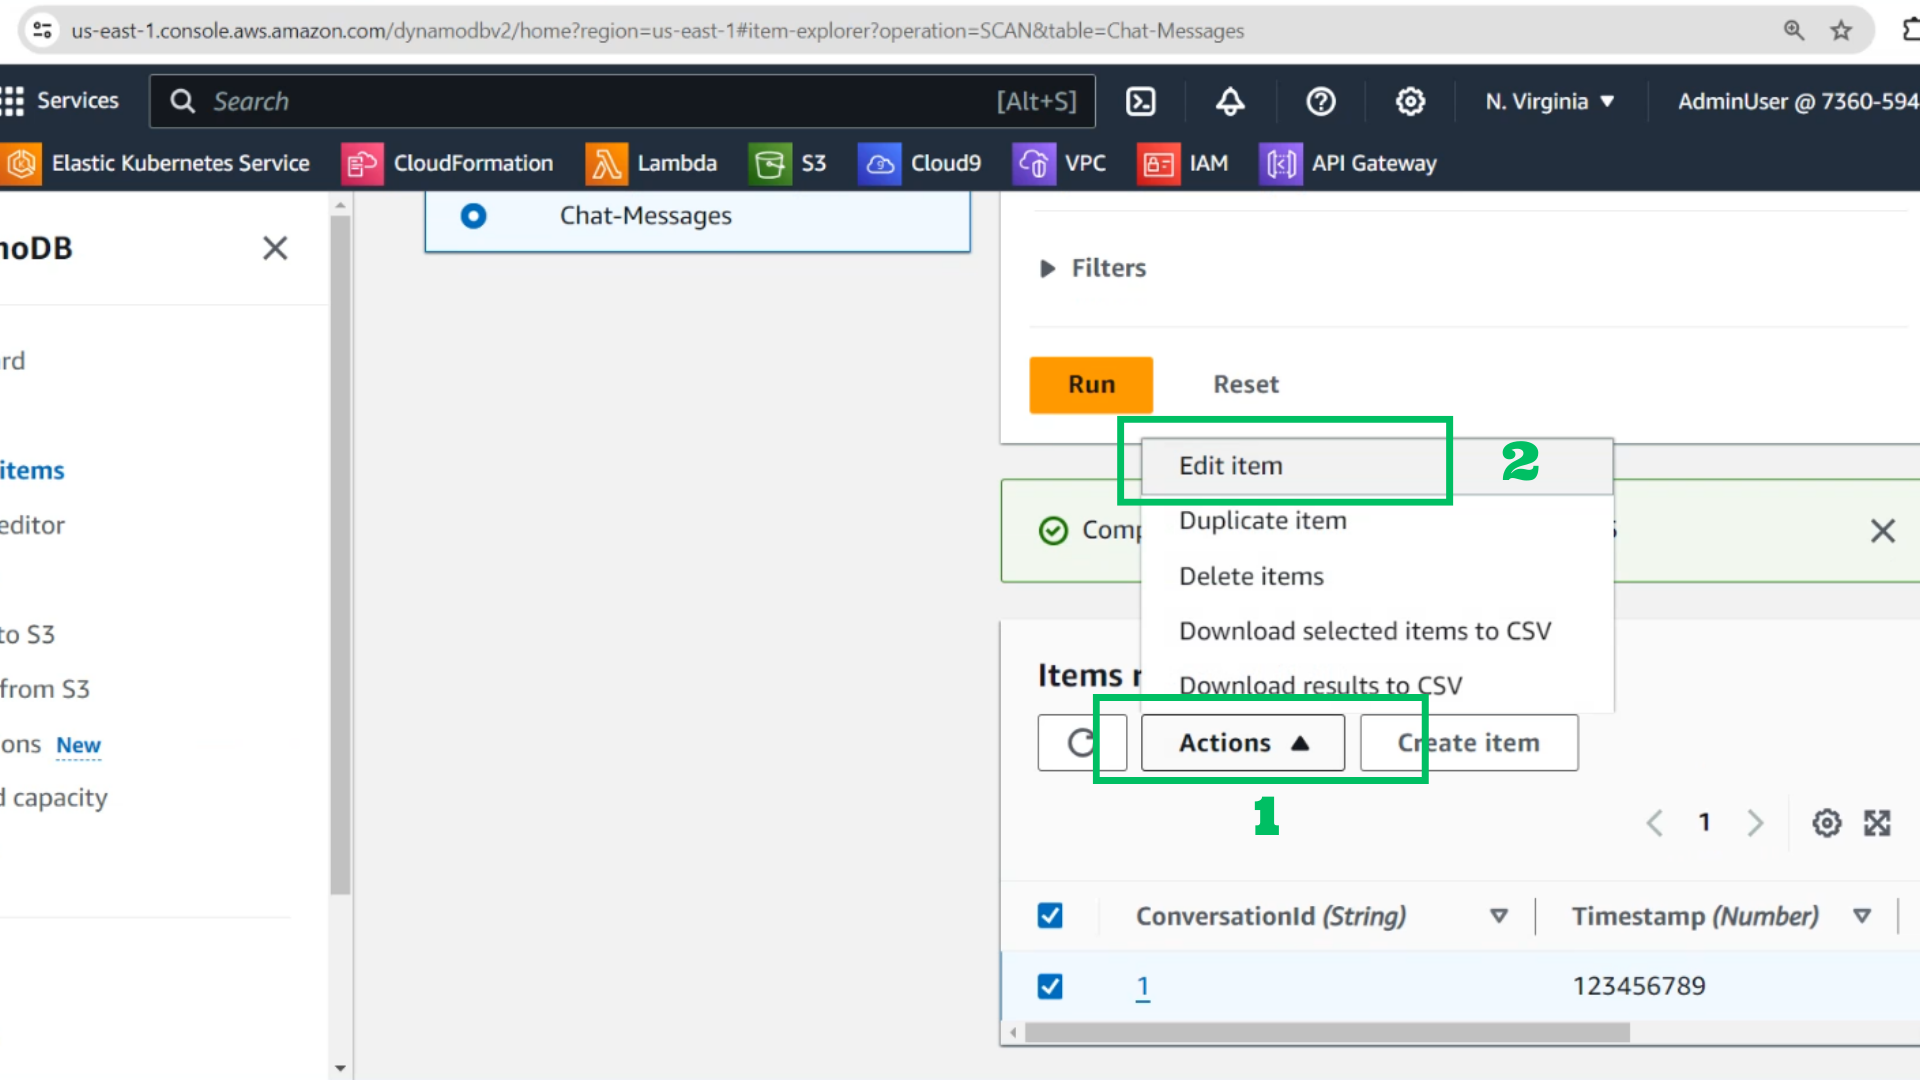 us-east-1.console.aws.amazon.com/dynamodbv2/home?region=us-east-1#item-explorer?operation=SCAN&table=Chat-Messages
Services
Search
[Alt+S]
N. Virginia
AdminUser @ 7360-594
Elastic Kubernetes Service
CloudFormation
Lambda
S3
Cloud9
VPC
IAM
API Gateway
noDB
rd
items
editor
to S3
from S3
ons New
d capacity
Chat-Messages
Filters
Run
Reset
Edit item
2
Comp
Duplicate item
Delete items
Download selected items to CSV
Items r
Download results to CSV
Actions
Create item
1
1
ConversationId (String)
Timestamp (Number)
1
123456789